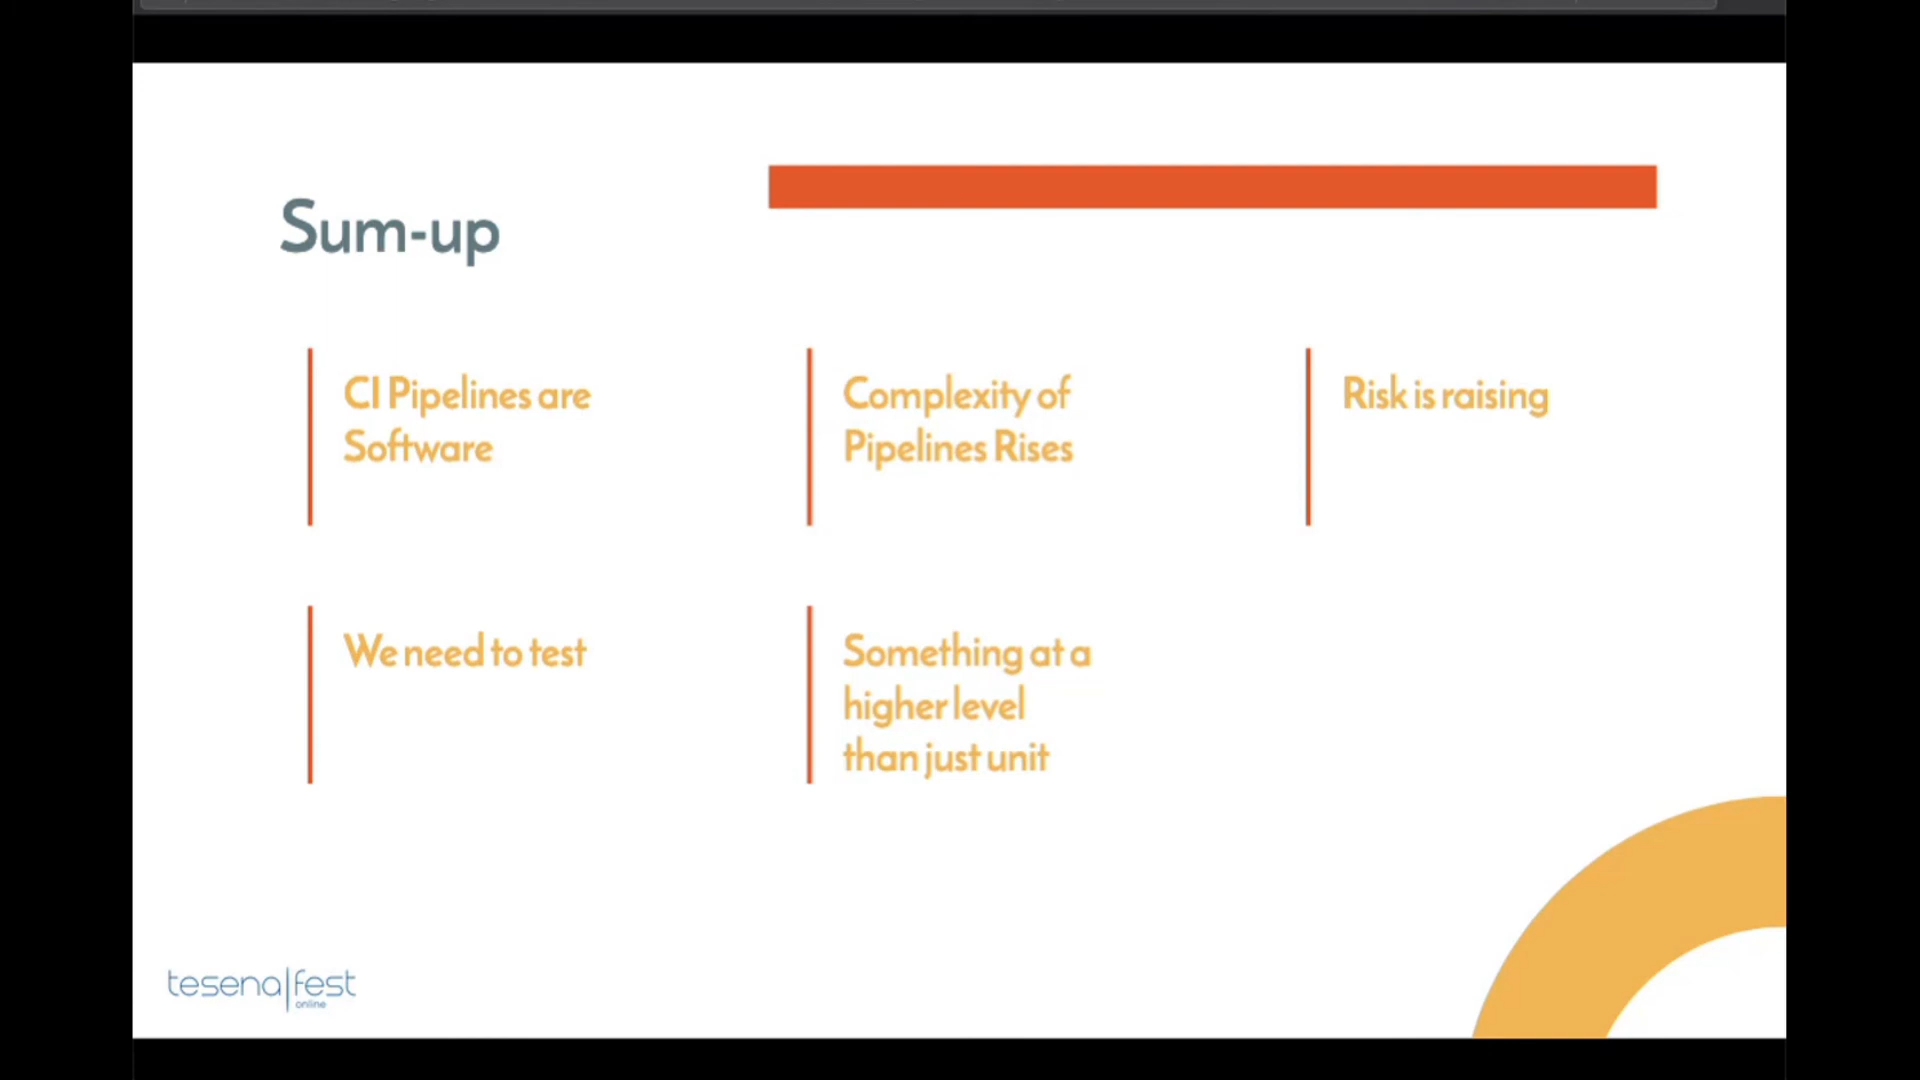 Sum-up
CI Pipelines are
Software
Complexity of
Pipelines Rises
Risk is raising
We need to test
Something at a
higher level
than just unit
tesena|fest
online